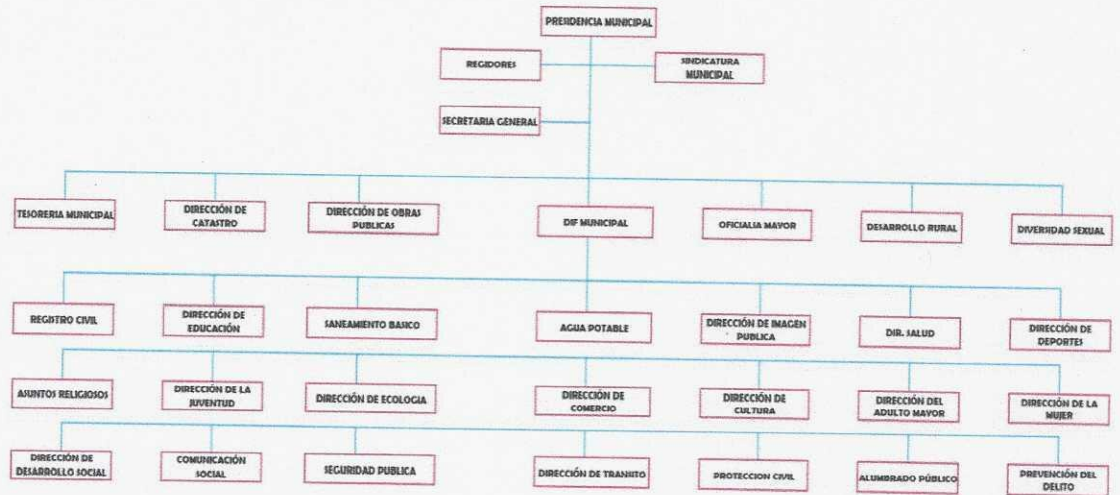 PRESIDENCIA MUNICIPAL
REGIDORES
SINDICATURA
MUNICIPAL
SECRETARIA GENERAL
TESORERIA MUNICIPAL
DIRECCIÓN DE
CATASTRO
DIRECCIÓN DE OBRAS
PUBLICAS
DIF MUNICIPAL
OFICIALIA MAYOR
DESARROLLO RURAL
DIVERSIDAD SEXUAL
REGISTRO CIVIL
DIRECCIÓN DE
EDUCACIÓN
SANEAMIENTO BASICO
AGUA POTABLE
DIRECCIÓN DE IMAGEN
PUBLICA
DIR. SALUD
DIRECCIÓN DE
DEPORTES
ASUNTOS RELIGIOSOS
DIRECCIÓN DE LA
JUVENTUD
DIRECCIÓN DE ECOLOGIA
DIRECCIÓN DE
COMERCIO
DIRECCIÓN DE
CULTURA
DIRECCIÓN DEL
ADULTO MAYOR
DIRECCIÓN DE LA
MUJER
DIRECCIÓN DE
DESARROLLO SOCIAL
COMUNICACIÓN
SOCIAL
SEGURIDAD PUBLICA
DIRECCIÓN DE TRANSITO
PROTECCION CIVIL
ALUMBRADO PÚBLICO
PREVENCIÓN DEL
DELITO